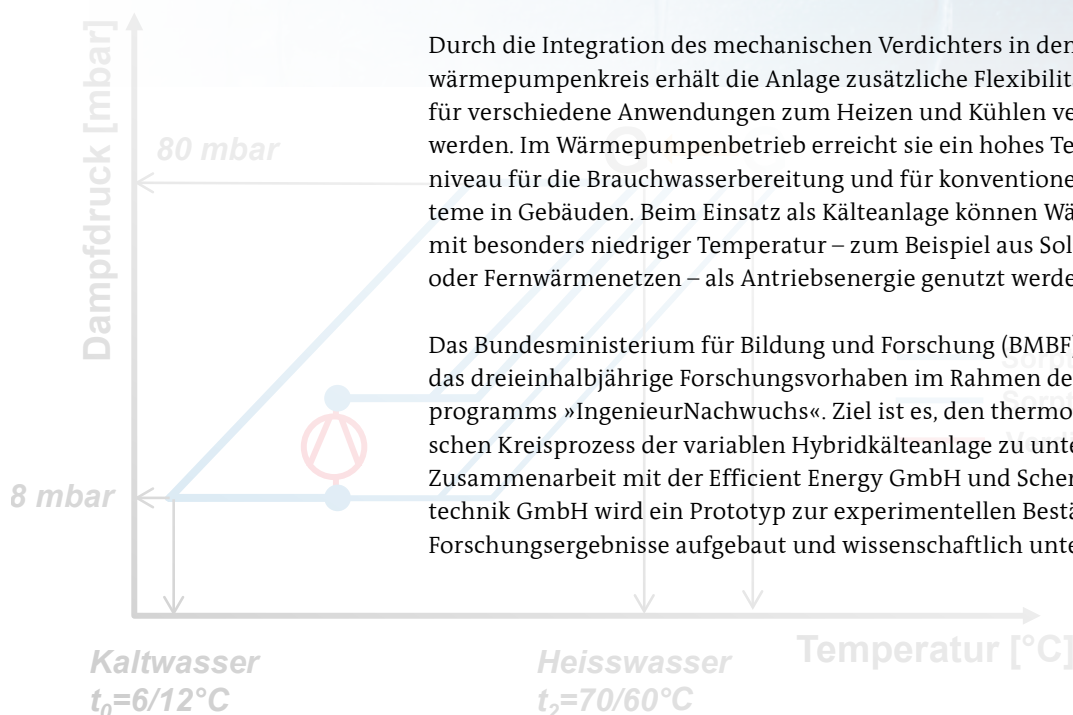 Dampfdruck [mbar]
80 mbar
8 mbar
Durch die Integration des mechanischen Verdichters in den
wärmepumpenkreis erhält die Anlage zusätzliche Flexibilit
für verschiedene Anwendungen zum Heizen und Kühlen ve
werden. Im Wärmepumpenbetrieb erreicht sie ein hohes Te
niveau für die Brauchwasserbereitung und für konventione
teme in Gebäuden. Beim Einsatz als Kälteanlage können Wä
mit besonders niedriger Temperatur – zum Beispiel aus Sol
oder Fernwärmenetzen – als Antriebsenergie genutzt werde
Das Bundesministerium für Bildung und Forschung (BMBF)
das dreieinhalbjährige Forschungsvorhaben im Rahmen de
programms »IngenieurNachwuchs«. Ziel ist es, den thermo
schen Kreisprozess der variablen Hybridkälteanlage zu unte
Zusammenarbeit mit der Efficient Energy GmbH und Scher
technik GmbH wird ein Prototyp zur experimentellen Bestä
Forschungsergebnisse aufgebaut und wissenschaftlich unte
Sorpt
Sorpt
Temperatur [°C]
Kaltwasser
t₀=6/12°C
Heisswasser
t₂=70/60°C